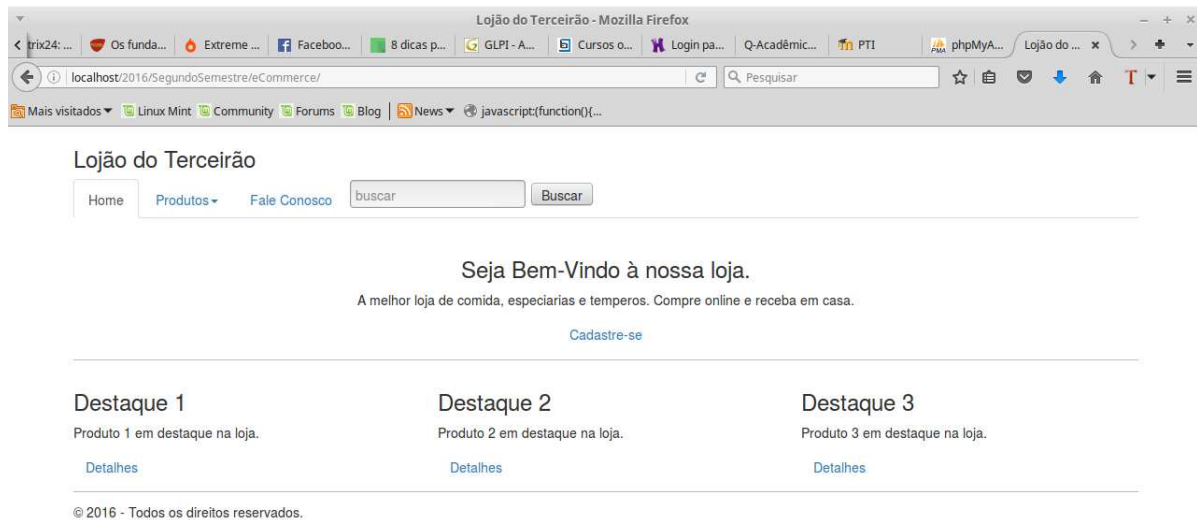 Lojão do Terceirão - Mozilla Firefox
trix24: ... Os funda... Extreme ... Faceboo... 8 dicas p... GLPI - A... Cursos o... Login pa... Q-Acadêmic... PTI phpMyA... Lojão do ...
localhost/2016/SegundoSemestre/eCommerce/ Pesquisar
Mais visitados Linux Mint Community Forums Blog News javascript:(function(){...
Lojão do Terceirão
Home Produtos Fale Conosco buscar Buscar
Seja Bem-Vindo à nossa loja.
A melhor loja de comida, especiarias e temperos. Compre online e receba em casa.
Cadastre-se
Destaque 1 Destaque 2 Destaque 3
Produto 1 em destaque na loja. Produto 2 em destaque na loja. Produto 3 em destaque na loja.
Detalhes Detalhes Detalhes
© 2016 - Todos os direitos reservados.